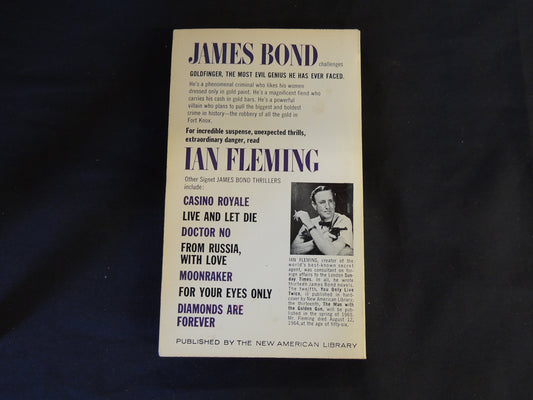 JAMES BOND challenges
GOLDFINGER, THE MOST EVIL GENIUS HE HAS EVER FACED.
He's a phenomenal criminal who likes his women
dressed only in gold paint. He's a magnificent fiend who
carries his cash in gold bars. He's a powerful
villain who plans to pull the biggest and boldest
crime in history—the robbery of all the gold in
Fort Knox.
For incredible suspense, unexpected thrills,
extraordinary danger, read
IAN FLEMING
Other Signet JAMES BOND THRILLERS
include:
CASINO ROYALE
LIVE AND LET DIE
DOCTOR NO
FROM RUSSIA,
WITH LOVE
MOONRAKER
FOR YOUR EYES ONLY
DIAMONDS ARE
FOREVER
IAN FLEMING, creator of the
world's best-known secret
agent, was consultant on for-
eign affairs to the London Sun-
day Times. In all, he wrote
thirteen James Bond novels.
The twelfth, You Only Live
Twice, is published in hard-
cover by New American Library;
the thirteenth, The Man with
the Golden Gun, will be pub-
lished in the spring of 1965.
Mr. Fleming died August 12,
1964, at the age of fifty-six.
PUBLISHED BY THE NEW AMERICAN LIBRARY